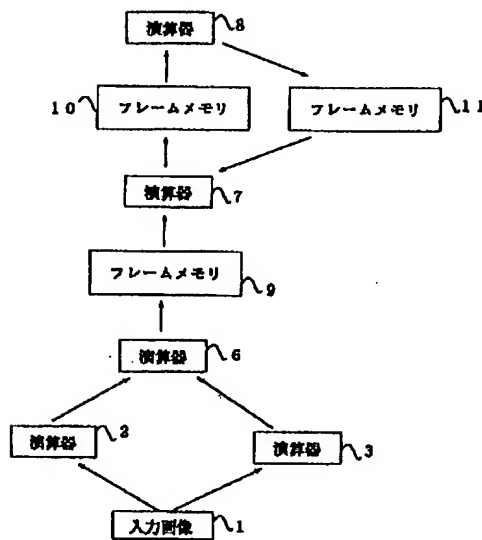 演算器 8
10 フレームメモリ フレームメモリ 11
演算器 7
フレームメモリ 9
演算器 6
演算器 2 演算器 3
入力画像 1